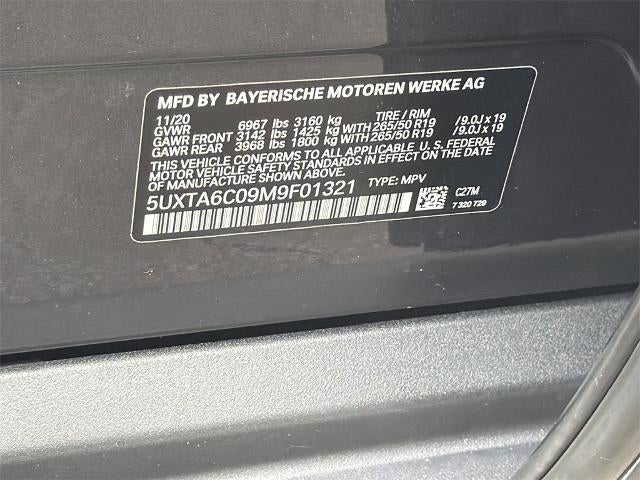 MFD BY BAYERISCHE MOTOREN WERKE AG
11/20 TIRE / RIM
GVWR 6967 lbs 3160 kg
GAWR FRONT 3142 lbs 1425 kg WITH 265/50 R19 /9.0J x 19
GAWR REAR 3968 lbs 1800 kg WITH 265/50 R19 /9.0J x 19
THIS VEHICLE CONFORMS TO ALL APPLICABLE U.S. FEDERAL
MOTOR VEHICLE SAFETY STANDARDS IN EFFECT ON THE
DATE OF MANUFACTURE SHOWN ABOVE.
5UXTA6C09M9F01321 TYPE: MPV
C27M
7 320 729